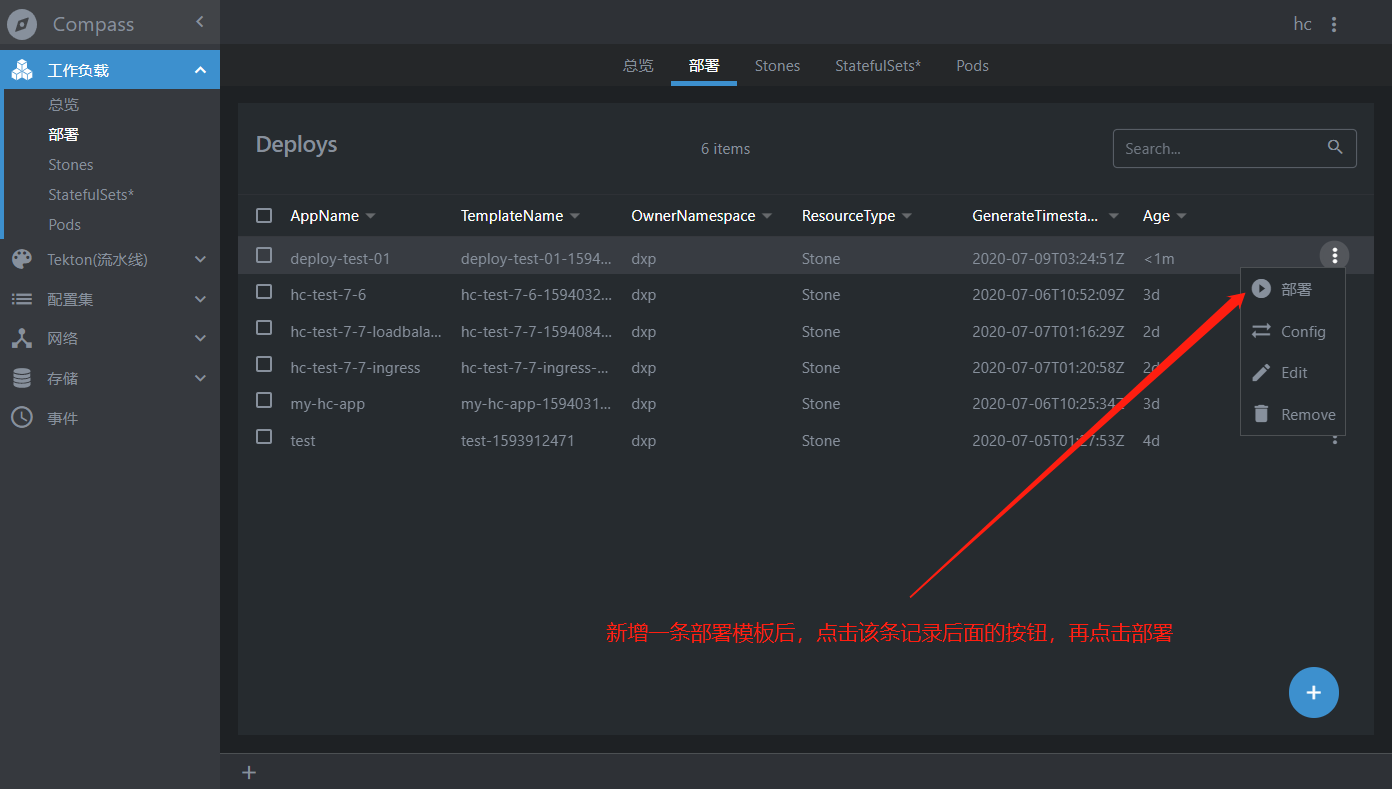 Compass
hc
工作负载
总览
部署
Stones
StatefulSets*
Pods
Tekton(流水线)
配置集
网络
存储
事件
总览 部署 Stones StatefulSets* Pods
Deploys
6 items
Search...
AppName TemplateName OwnerNamespace ResourceType GenerateTimesta... Age
deploy-test-01 deploy-test-01-1594... dxp Stone 2020-07-09T03:24:51Z <1m
hc-test-7-6 hc-test-7-6-1594032... dxp Stone 2020-07-06T10:52:09Z 3d
hc-test-7-7-loadbala... hc-test-7-7-1594084... dxp Stone 2020-07-07T01:16:29Z 2d
hc-test-7-7-ingress hc-test-7-7-ingress-... dxp Stone 2020-07-07T01:20:58Z 2d
my-hc-app my-hc-app-1594031... dxp Stone 2020-07-06T10:25:34Z 3d
test test-1593912471 dxp Stone 2020-07-05T01:27:53Z 4d
部署
Config
Edit
Remove
新增一条部署模板后，点击该条记录后面的按钮，再点击部署